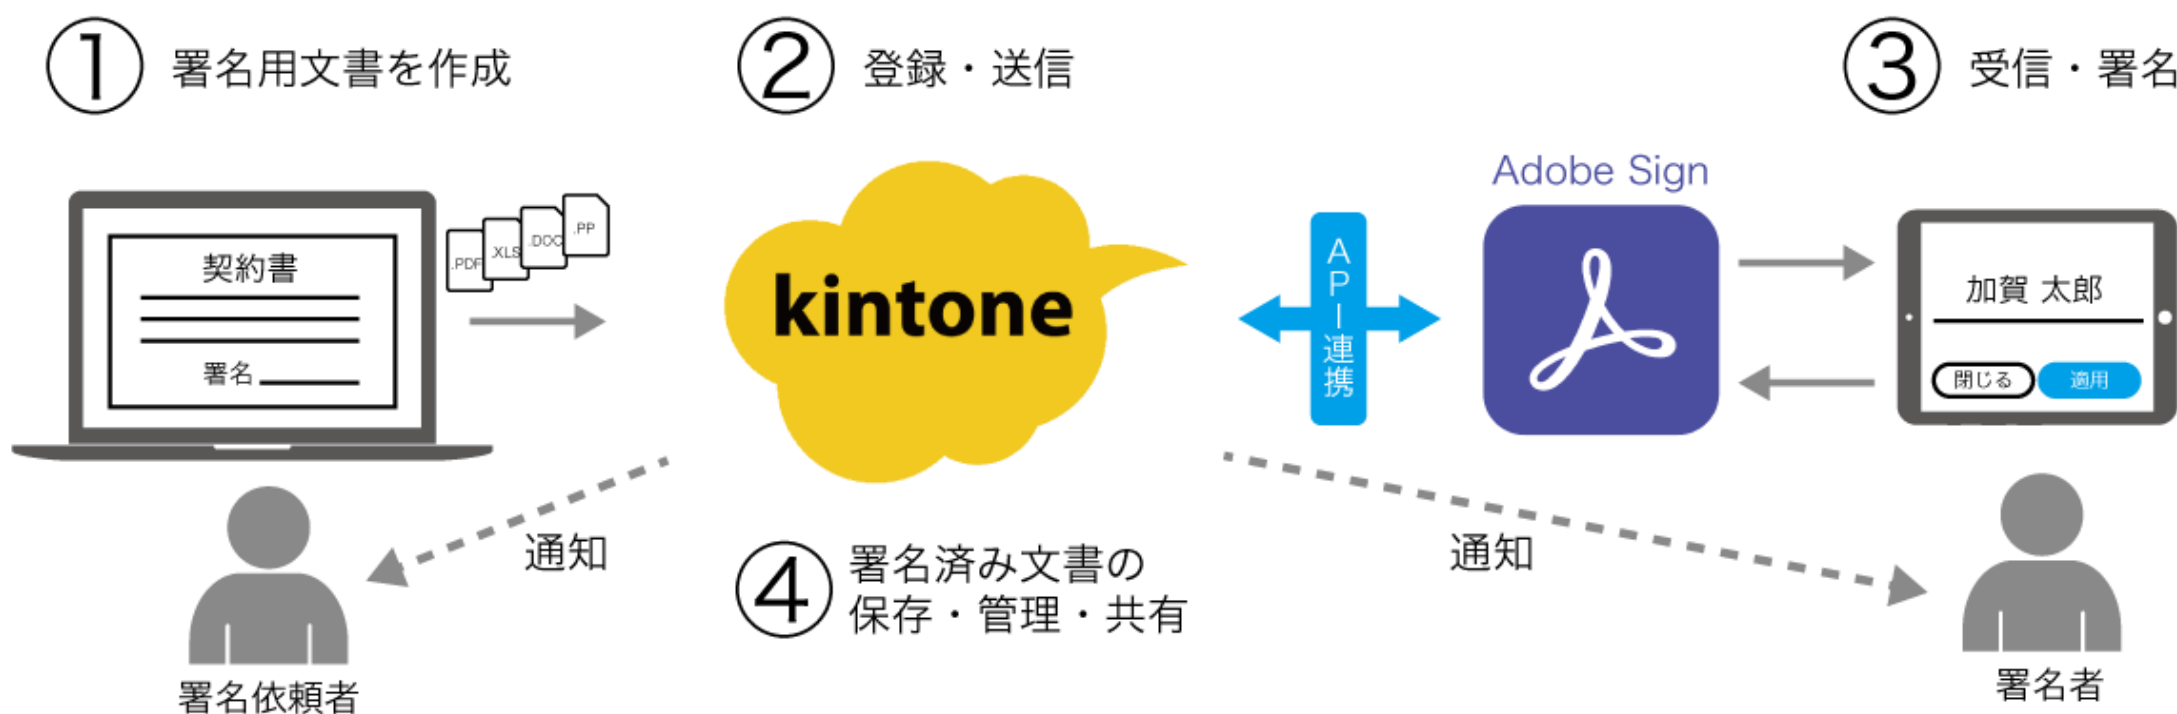 ① 署名用文書を作成
② 登録・送信
③ 受信・署名
契約書
署名
.PDF
.XLS
.DOC
.PP
kintone
API連携
Adobe Sign
加賀 太郎
閉じる
適用
通知
通知
④ 署名済み文書の
保存・管理・共有
署名依頼者
署名者